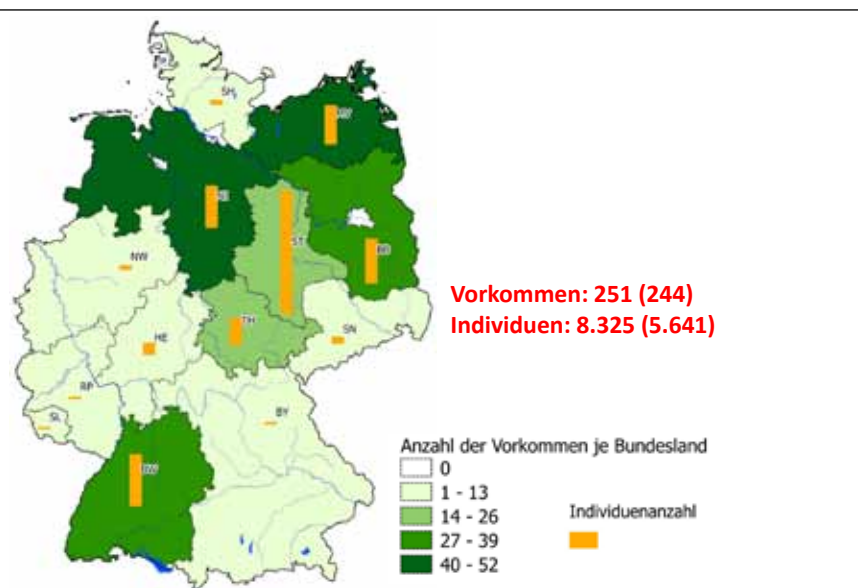 SH
MV
NI
ST
BB
NW
TH
SN
HE
RP
SL
BY
BW
Vorkommen: 251 (244)
Individuen: 8.325 (5.641)
Anzahl der Vorkommen je Bundesland
0
1 - 13
14 - 26
27 - 39
40 - 52
Individuenanzahl